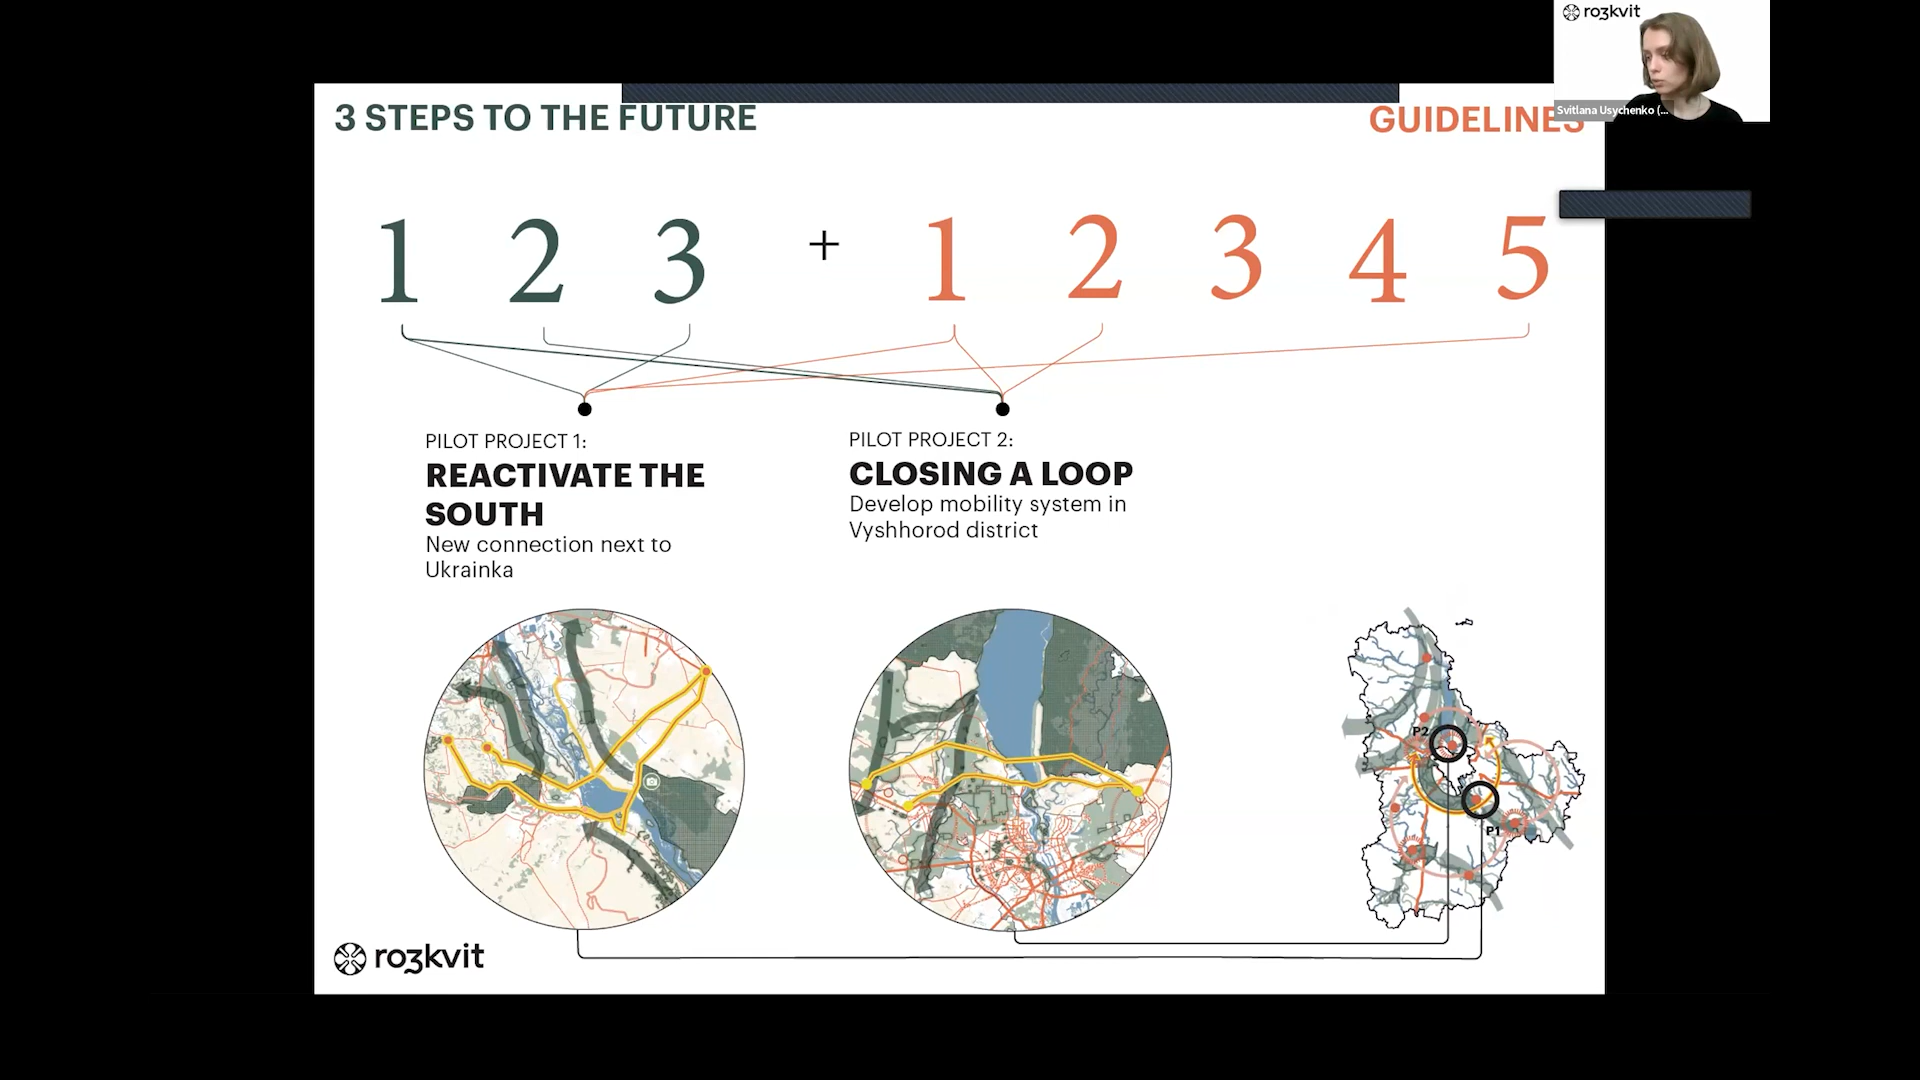 ro3kvit
Svitlana Usychenko (...
3 STEPS TO THE FUTURE
GUIDELINES
1 2 3 + 1 2 3 4 5
PILOT PROJECT 1:
REACTIVATE THE
SOUTH
New connection next to
Ukrainka
PILOT PROJECT 2:
CLOSING A LOOP
Develop mobility system in
Vyshhorod district
P2
P1
ro3kvit